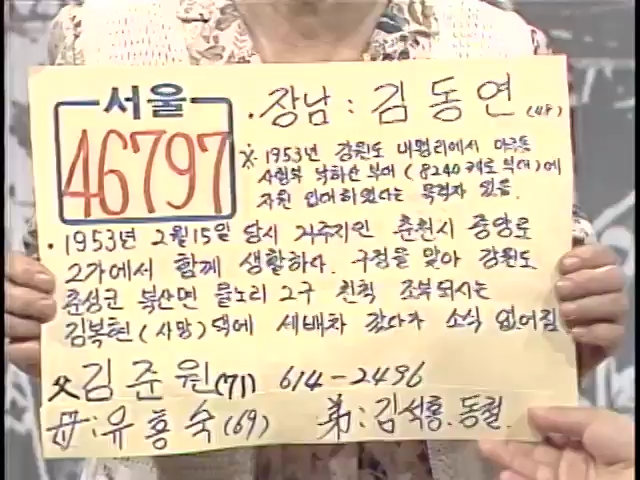 서울
46797
· 장남 : 김동연 (48)
※ 1953년 강원도 내평리에서 미극동
사령부 낙하산 부대 (8240 켈로 부대)에
자원 입대하였다는 목격자 있음.
· 1953년 2월 15일 당시 거주지인 춘천시 중앙로
2가에서 함께 생활하다. 구정을 맞아 강원도
춘성군 북산면 물노리 2구 친척 조부되시는
김복현 (사망) 댁에 세배차 갔다가 소식 없어짐
父 김준원 (71) 614-2496
母 : 유홍숙 (69) 弟 : 김석홍. 동철.